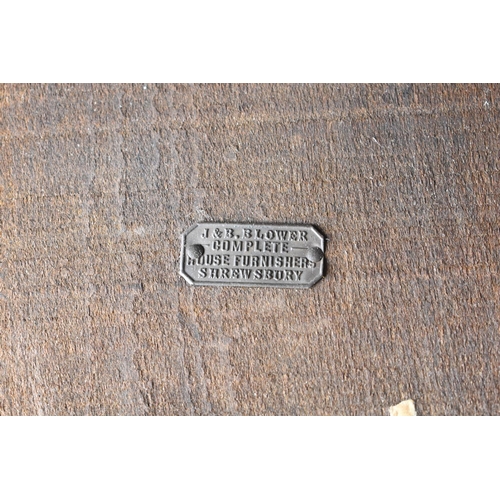 J & B. BLOWER
COMPLETE
HOUSE FURNISHERS
SHREWSBURY